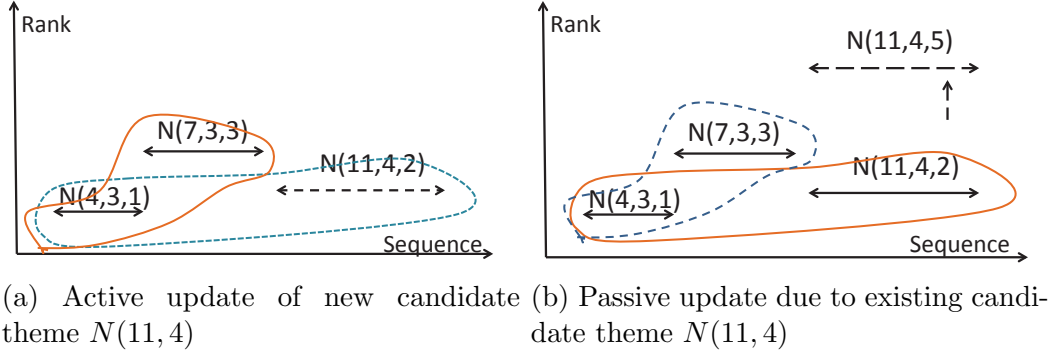 Rank
N(7,3,3)
N(11,4,2)
N(4,3,1)
Sequence
Rank
N(11,4,5)
N(7,3,3)
N(11,4,2)
N(4,3,1)
Sequence
(a) Active update of new candidate
theme N(11, 4)
(b) Passive update due to existing candi-
date theme N(11, 4)